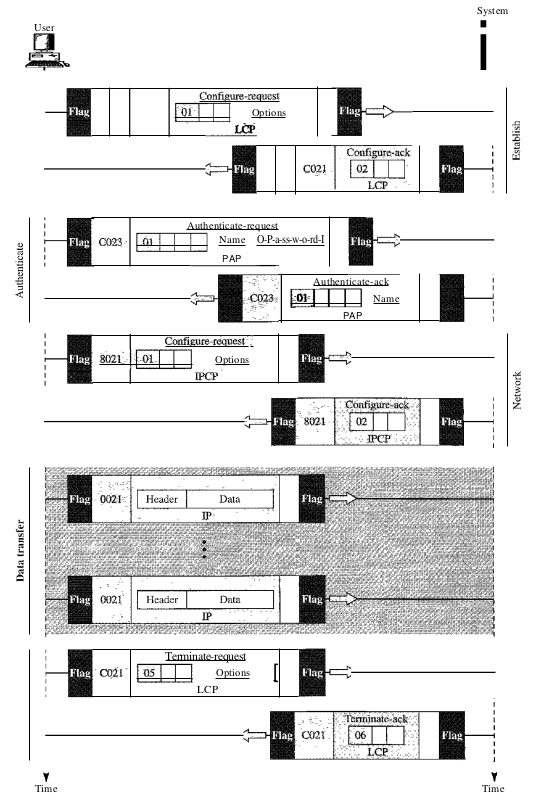 System
User
Configure-request
Flag
01
Options
Flag
LCP
Establish
Configure-ack
Flag
C021
02
Flag
LCP
Authenticate
Authenticate-request
Flag
C023
01
Name
O-P-a-ss-w-o-rd-I
Flag
PAP
Authenticate-ack
C023
01
Name
PAP
Configure-request
Flag
8021
01
Options
Flag
IPCP
Network
Configure-ack
Flag
8021
02
Flag
IPCP
Data transfer
Flag
0021
Header
Data
Flag
IP
Flag
0021
Header
Data
Flag
IP
Terminate-request
Flag
C021
05
Options
Flag
LCP
Terminate-ack
Flag
C021
06
Flag
LCP
Time
Time